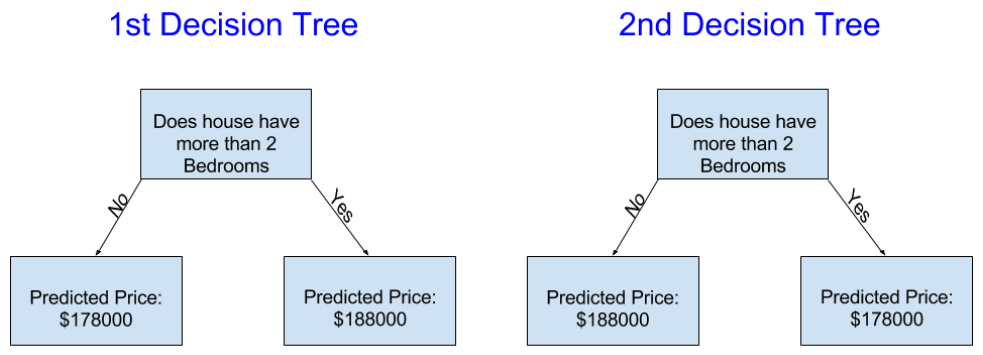 1st Decision Tree
Does house have
more than 2
Bedrooms
No
Yes
Predicted Price:
$178000
Predicted Price:
$188000
2nd Decision Tree
Does house have
more than 2
Bedrooms
No
Yes
Predicted Price:
$188000
Predicted Price:
$178000